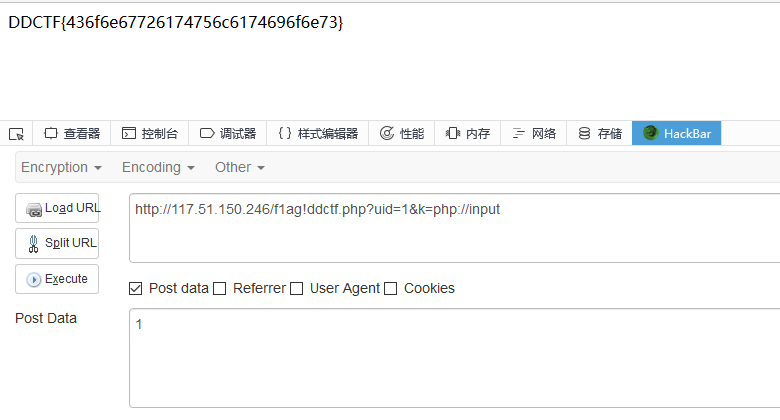 DDCTF{436f6e67726174756c6174696f6e73}
查看器 控制台 调试器 {} 样式编辑器 性能 内存 网络 存储 HackBar
Encryption Encoding Other
Load URL http://117.51.150.246/f1ag!ddctf.php?uid=1&k=php://input
Split URL
Execute
Post data Referrer User Agent Cookies
Post Data 1